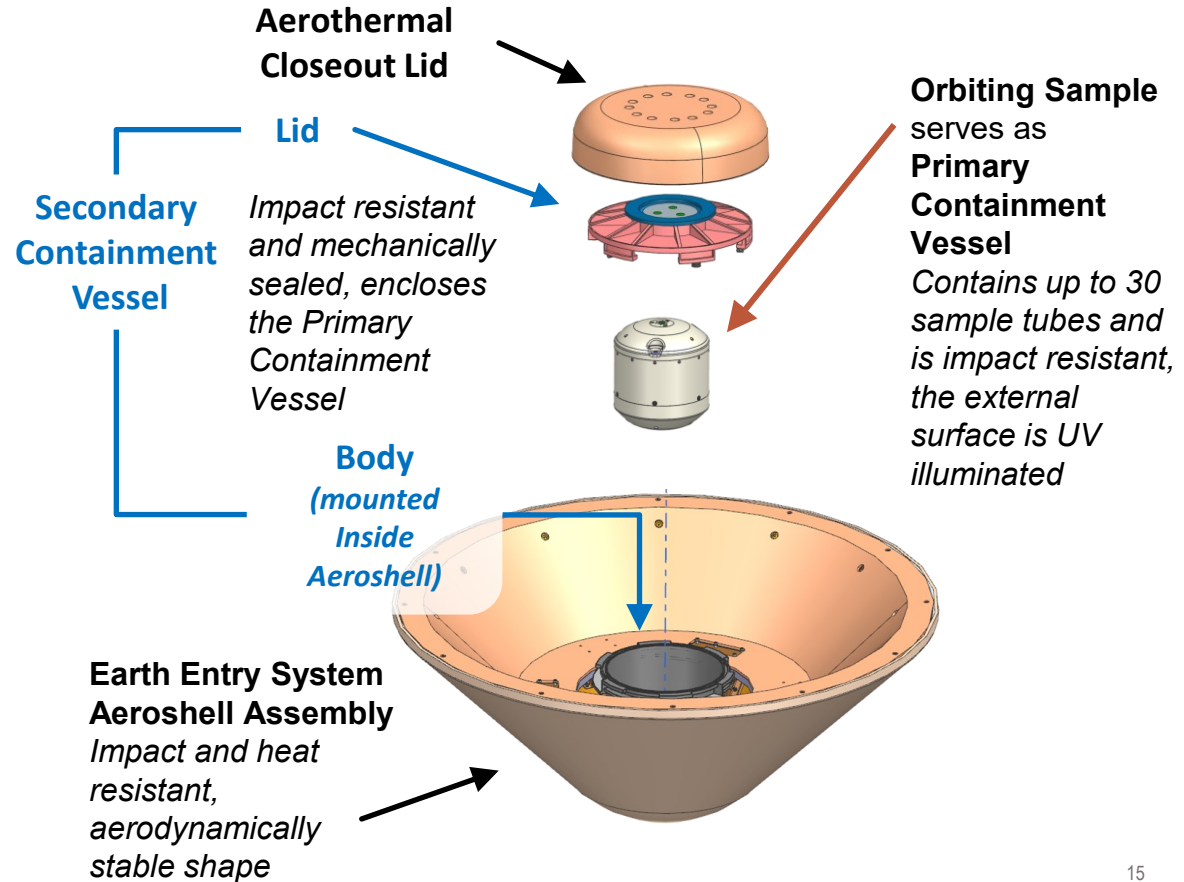 Aerothermal
Closeout Lid
Lid
Secondary
Containment
Vessel
Impact resistant
and mechanically
sealed, encloses
the Primary
Containment
Vessel
Body
(mounted
Inside
Aeroshell)
Orbiting Sample
serves as
Primary
Containment
Vessel
Contains up to 30
sample tubes and
is impact resistant,
the external
surface is UV
illuminated
Earth Entry System
Aeroshell Assembly
Impact and heat
resistant,
aerodynamically
stable shape
15